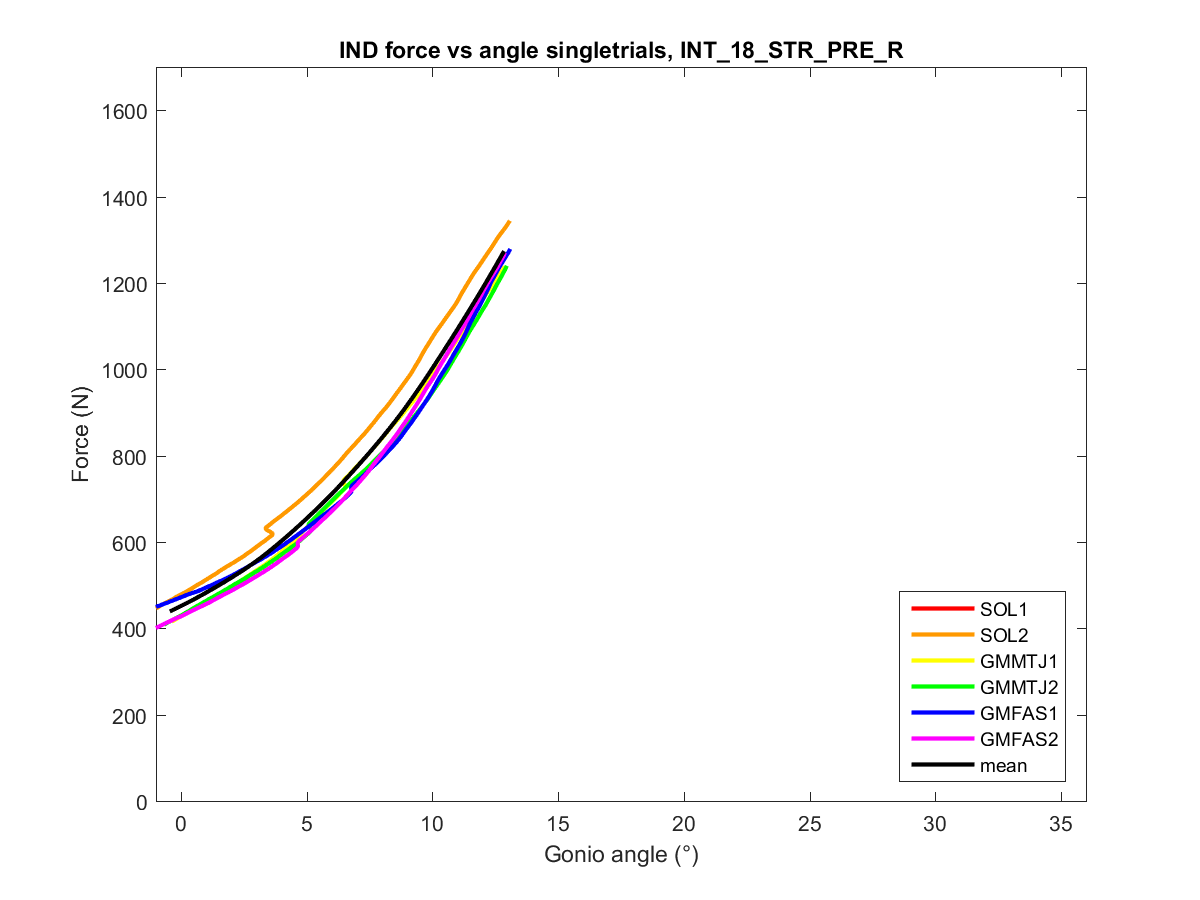 IND force vs angle singletrials, INT_18_STR_PRE_R
1600
1400
1200
1000
800
600
400
200
0
Force (N)
0 5 10 15 20 25 30 35
Gonio angle (°)
SOL1
SOL2
GMMTJ1
GMMTJ2
GMFAS1
GMFAS2
mean